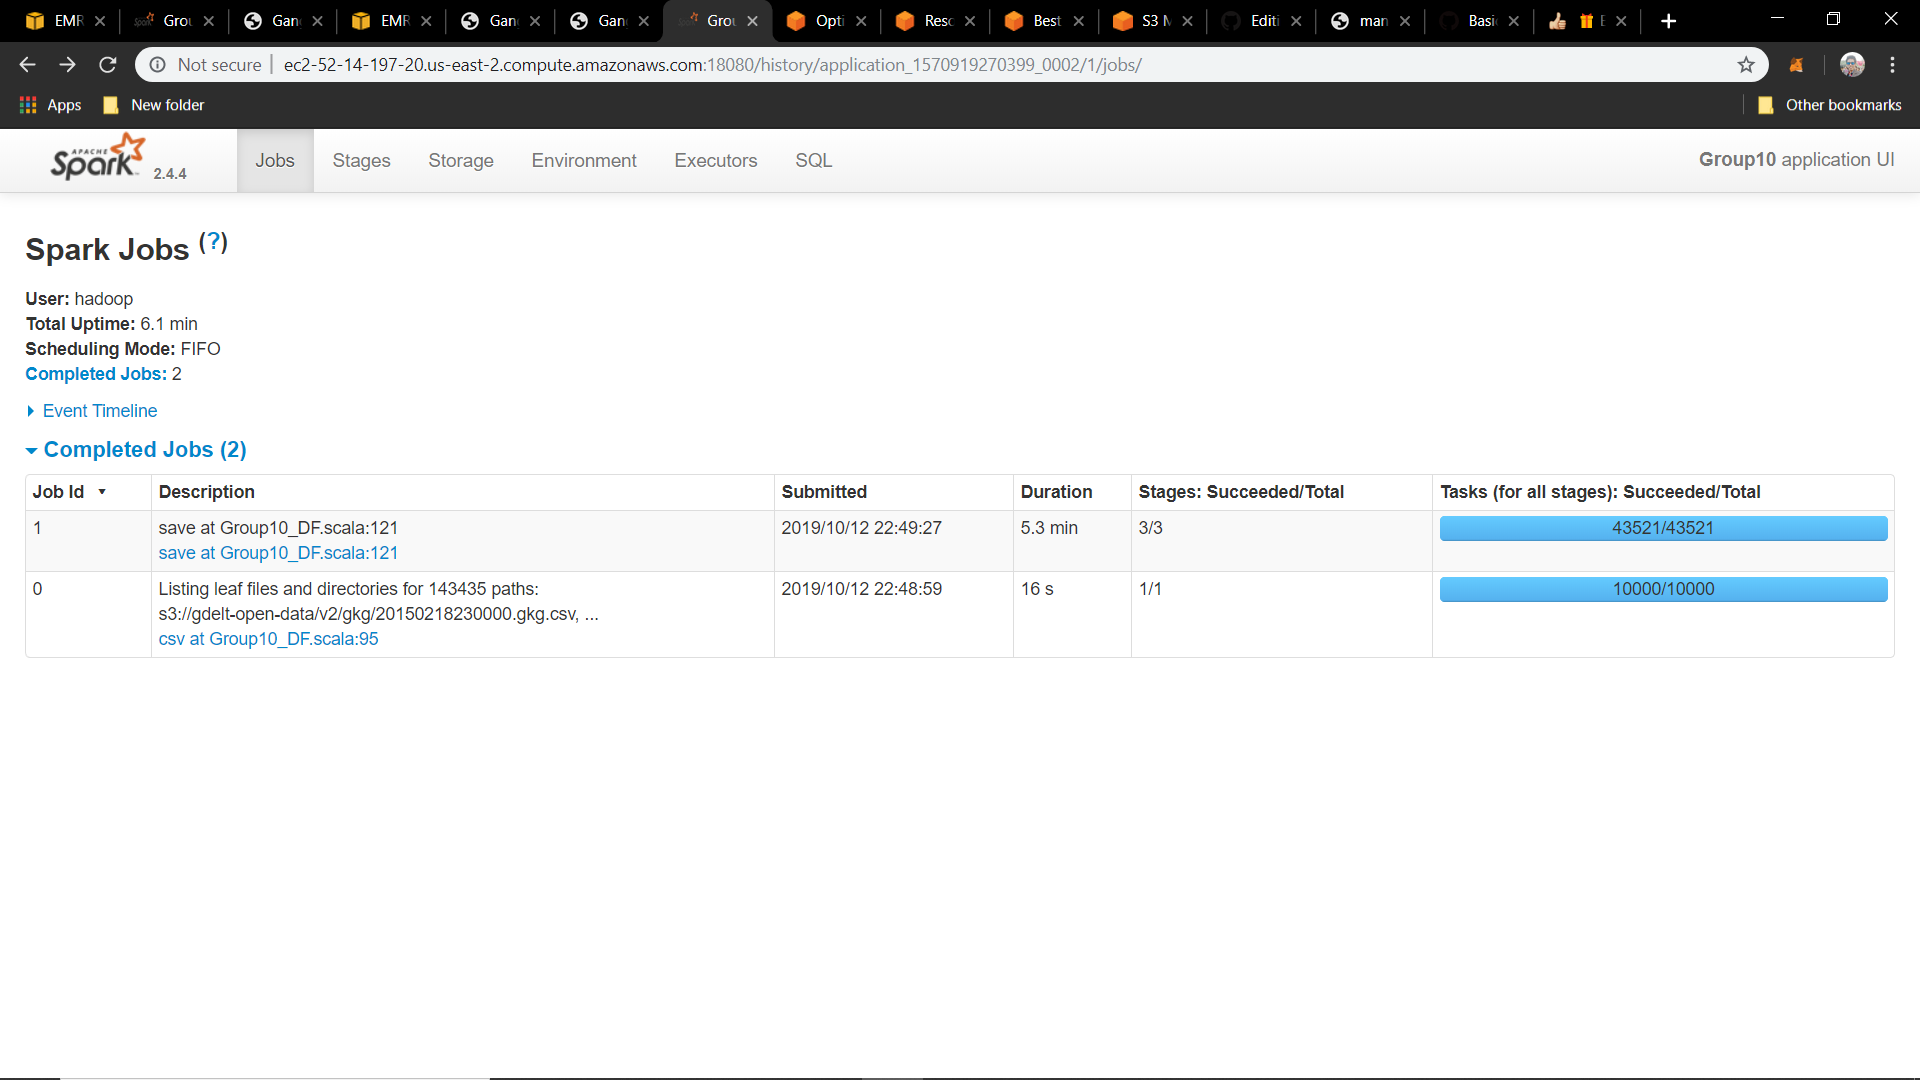 EMR
Grou
Gan
EMR
Gan
Gan
Grou
Opti
Resc
Best
S3 M
Editi
man
Basi
E
Not secure | ec2-52-14-197-20.us-east-2.compute.amazonaws.com:18080/history/application_1570919270399_0002/1/jobs/
Apps
New folder
Other bookmarks
APACHE
Spark 2.4.4
Jobs
Stages
Storage
Environment
Executors
SQL
Group10 application UI
Spark Jobs (?)
User: hadoop
Total Uptime: 6.1 min
Scheduling Mode: FIFO
Completed Jobs: 2
Event Timeline
Completed Jobs (2)
Job Id ▾ Description Submitted Duration Stages: Succeeded/Total Tasks (for all stages): Succeeded/Total
1 save at Group10_DF.scala:121 2019/10/12 22:49:27 5.3 min 3/3 43521/43521
save at Group10_DF.scala:121
0 Listing leaf files and directories for 143435 paths: 2019/10/12 22:48:59 16 s 1/1 10000/10000
s3://gdelt-open-data/v2/gkg/20150218230000.gkg.csv, ...
csv at Group10_DF.scala:95